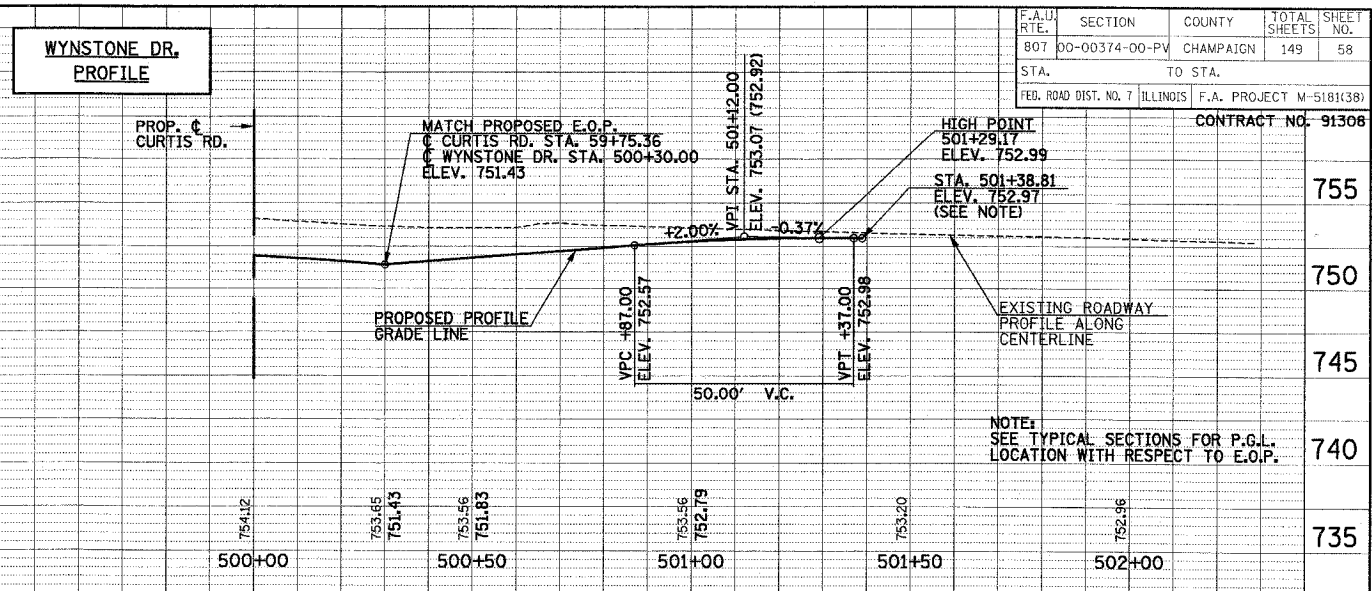 WYNSTONE DR.
PROFILE
F.A.U. RTE. SECTION COUNTY TOTAL SHEETS SHEET NO.
807 00-00374-00-PV CHAMPAIGN 149 58
STA. TO STA.
FED. ROAD DIST. NO. 7 ILLINOIS F.A. PROJECT M-5181(38)
CONTRACT NO. 91308
PROP. ℄
CURTIS RD.
MATCH PROPOSED E.O.P.
℄ CURTIS RD. STA. 59+75.36
℄ WYNSTONE DR. STA. 500+30.00
ELEV. 751.43
VPI STA. 501+12.00
ELEV. 753.07 (752.92)
HIGH POINT
501+29.17
ELEV. 752.99
STA. 501+38.81
ELEV. 752.97
(SEE NOTE)
+2.00%
-0.37%
PROPOSED PROFILE
GRADE LINE
VPC +87.00
ELEV. 752.57
VPT +37.00
ELEV. 752.98
50.00' V.C.
EXISTING ROADWAY
PROFILE ALONG
CENTERLINE
NOTE:
SEE TYPICAL SECTIONS FOR P.G.L.
LOCATION WITH RESPECT TO E.O.P.
755
750
745
740
735
754.12
753.65
751.43
753.56
751.83
753.56
752.79
753.20
752.96
500+00 500+50 501+00 501+50 502+00